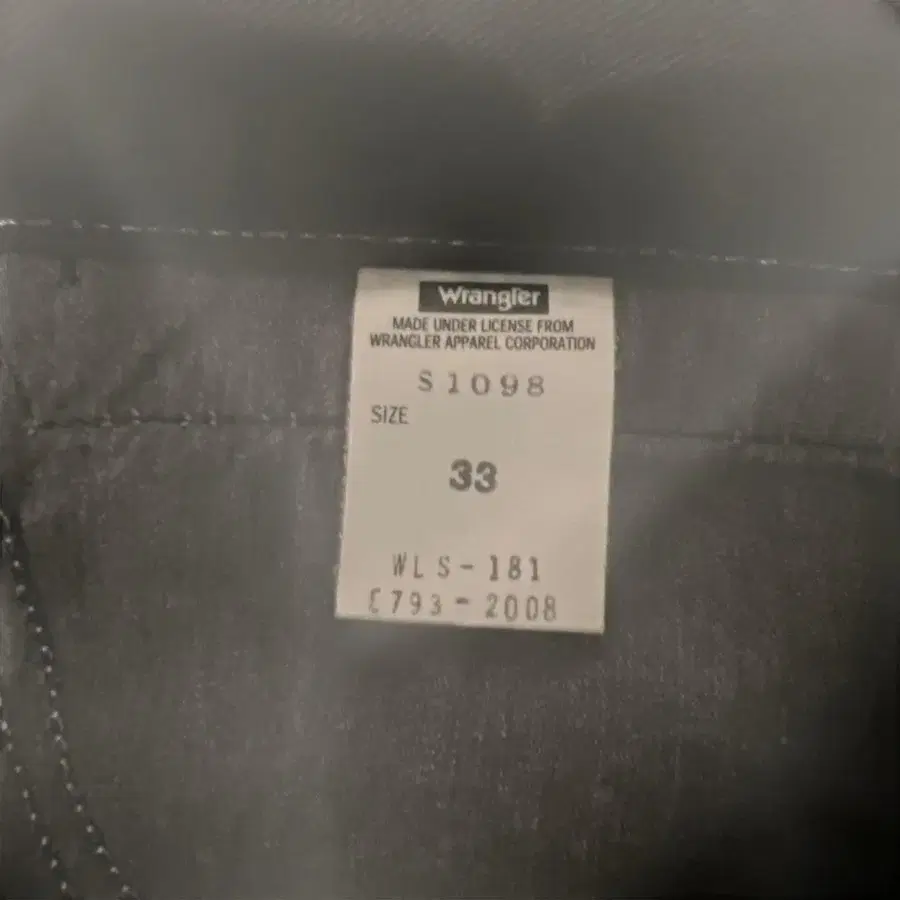 Wrangler
MADE UNDER LICENSE FROM
WRANGLER APPAREL CORPORATION
S1098
SIZE
33
WLS-181
C793-2008